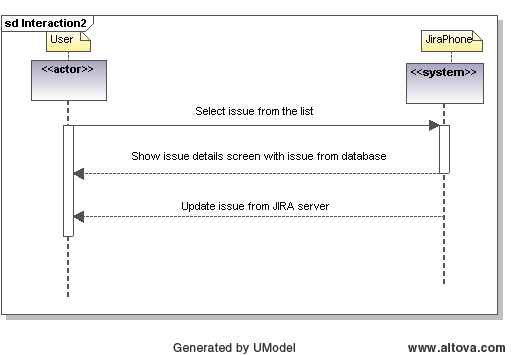 sd Interaction2
User
JiraPhone
<<actor>>
<<system>>
Select issue from the list
Show issue details screen with issue from database
Update issue from JIRA server
Generated by UModel
www.altova.com